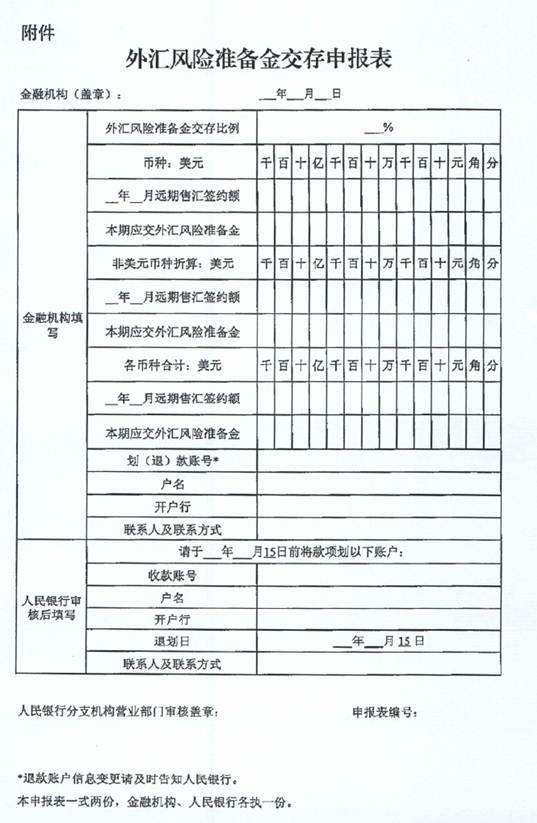 附件
外汇风险准备金交存申报表
金融机构（盖章）： __年__月__日
外汇风险准备金交存比例 __%
币种：美元 千 百 十 亿 千 百 十 万 千 百 十 元 角 分
__年__月远期售汇签约额
本期应交外汇风险准备金
非美元币种折算：美元 千 百 十 亿 千 百 十 万 千 百 十 元 角 分
__年__月远期售汇签约额
金融机构填写
本期应交外汇风险准备金
各币种合计：美元 千 百 十 亿 千 百 十 万 千 百 十 元 角 分
__年__月远期售汇签约额
本期应交外汇风险准备金
划（退）款账号*
户名
开户行
联系人及联系方式
请于__年__月15日前将款项划以下账户：
收款账号
人民银行审核后填写
户名
开户行
退划日 __年__月15日
联系人及联系方式
人民银行分支机构营业部门审核盖章： 申报表编号：
*退款账户信息变更请及时告知人民银行。
本申报表一式两份，金融机构、人民银行各执一份。